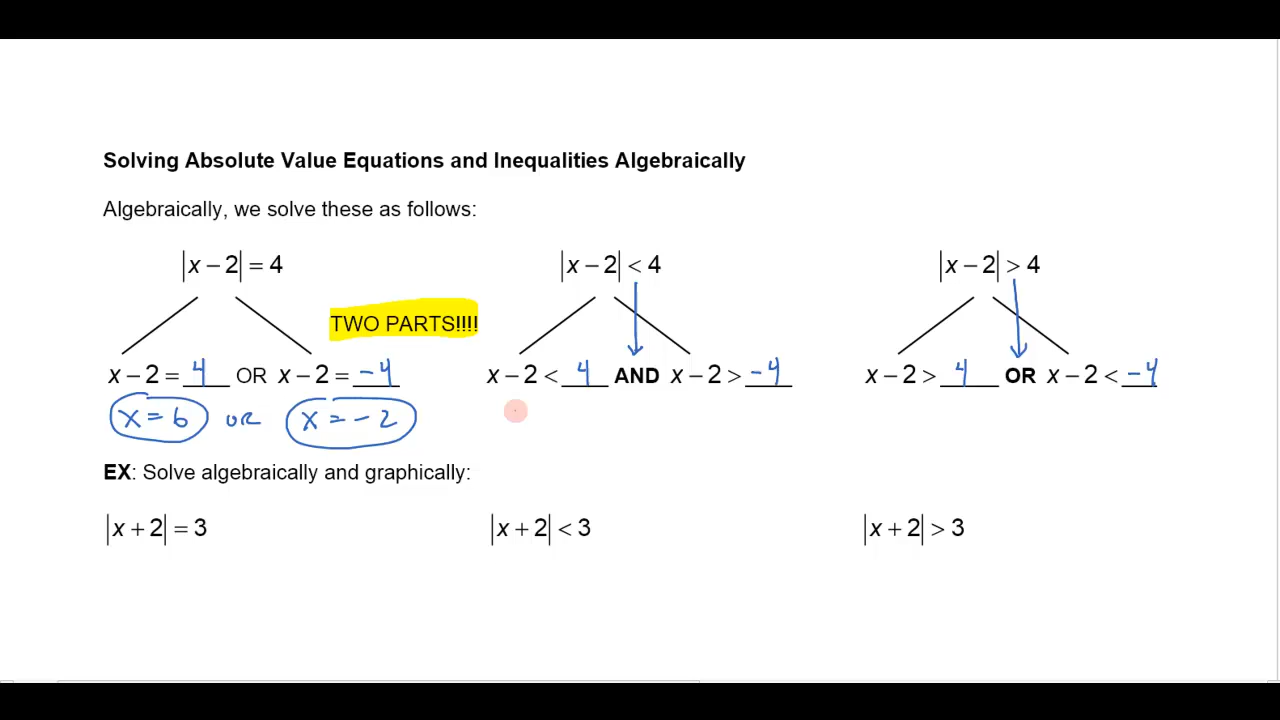 Solving Absolute Value Equations and Inequalities Algebraically
Algebraically, we solve these as follows:
|x − 2| = 4 |x − 2| < 4 |x − 2| > 4
TWO PARTS!!!!
x − 2 = 4 OR x − 2 = −4 x − 2 < 4 AND x − 2 > −4 x − 2 > 4 OR x − 2 < −4
x = 6 OR x = − 2
EX: Solve algebraically and graphically:
|x + 2| = 3 |x + 2| < 3 |x + 2| > 3